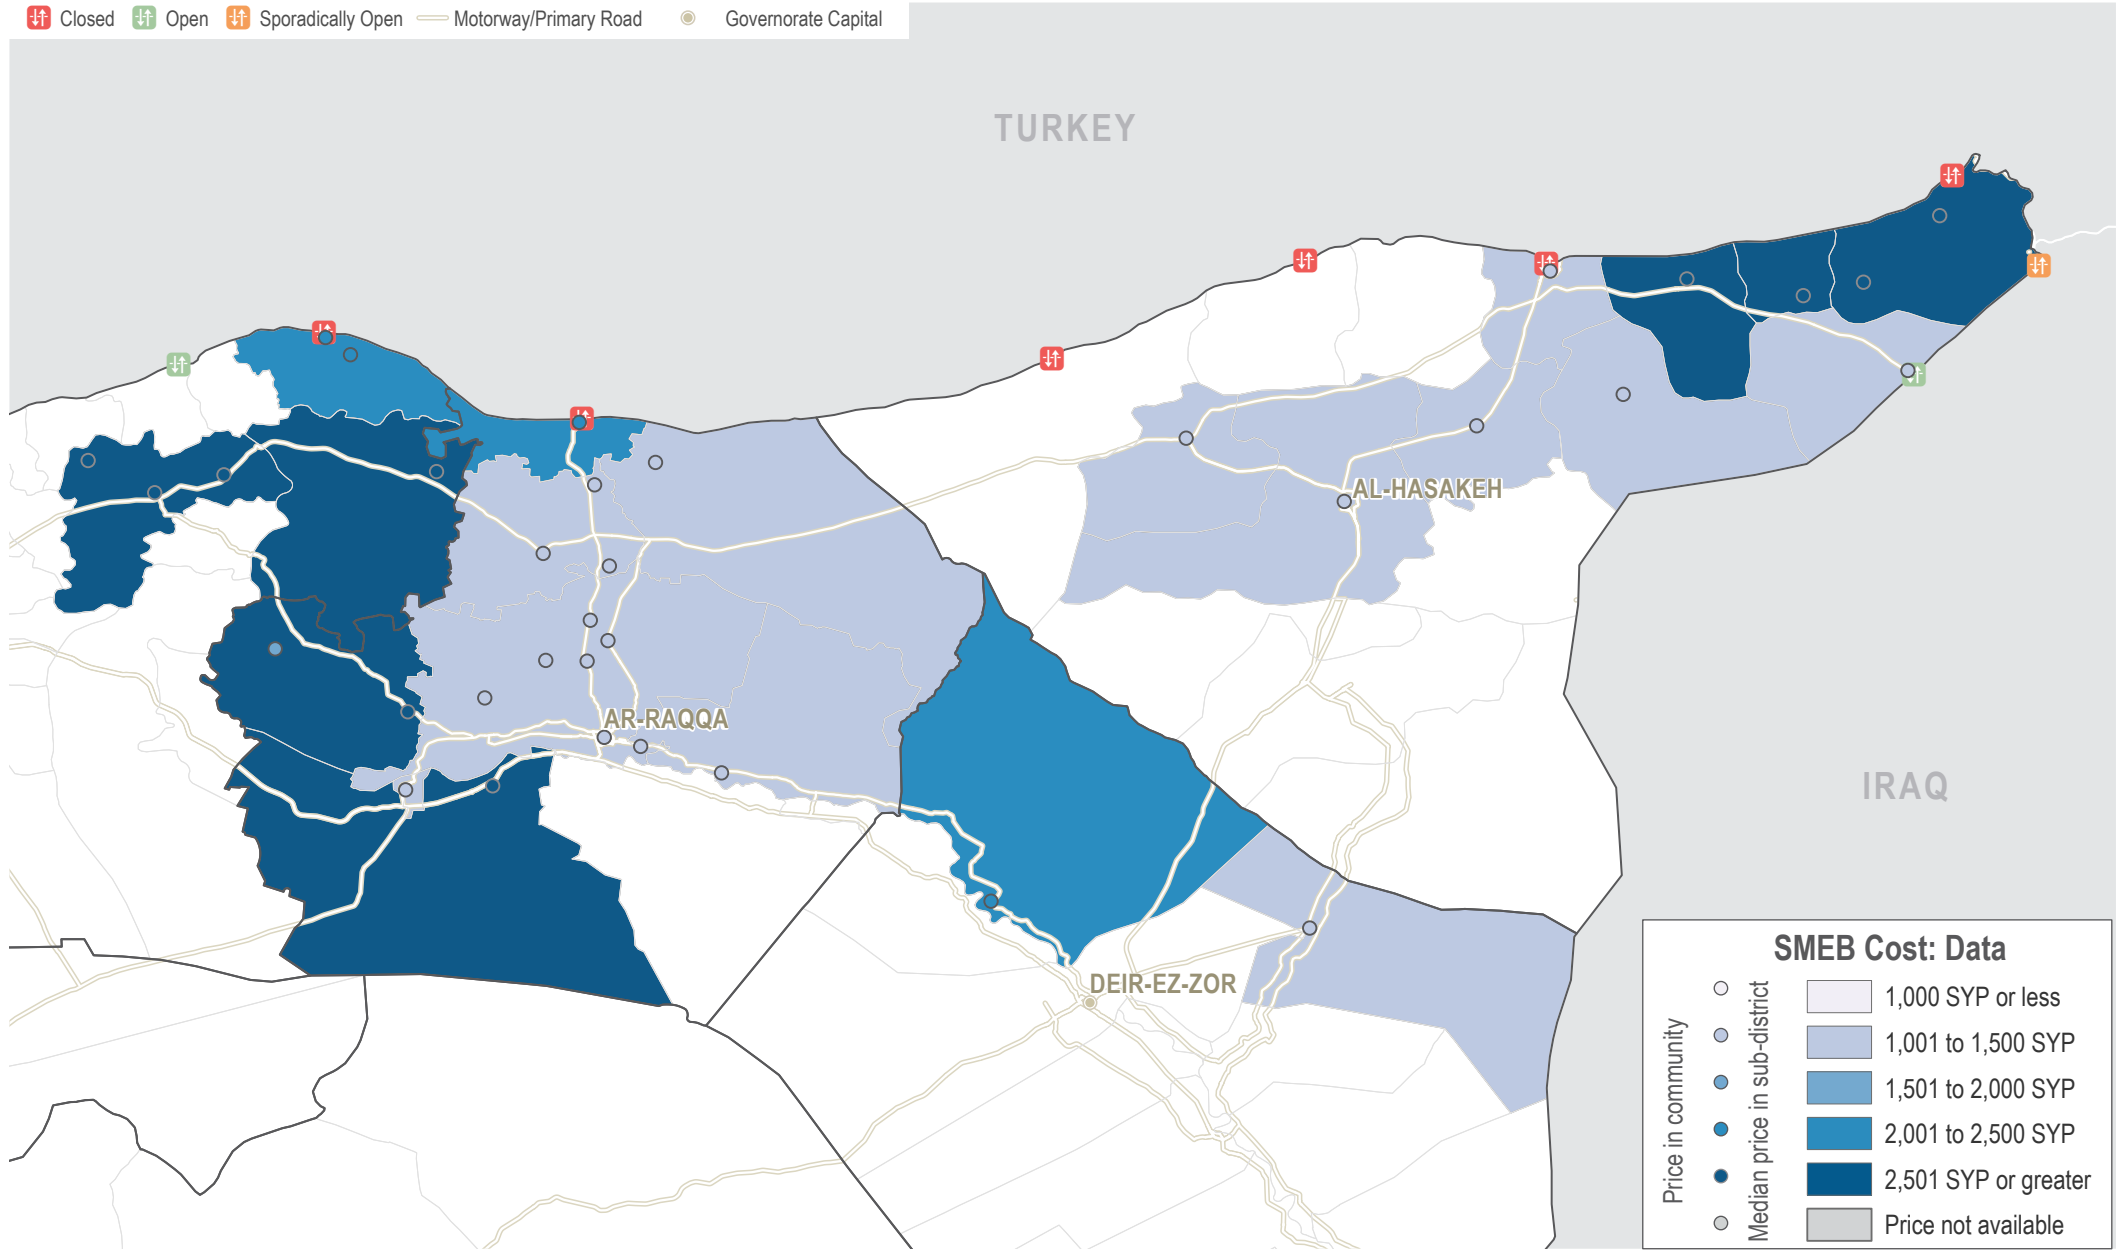 Closed Open Sporadically Open Motorway/Primary Road Governorate Capital
TURKEY
AL-HASAKEH
AR-RAQQA
IRAQ
DEIR-EZ-ZOR
SMEB Cost: Data
Price in community
Median price in sub-district
1,000 SYP or less
1,001 to 1,500 SYP
1,501 to 2,000 SYP
2,001 to 2,500 SYP
2,501 SYP or greater
Price not available